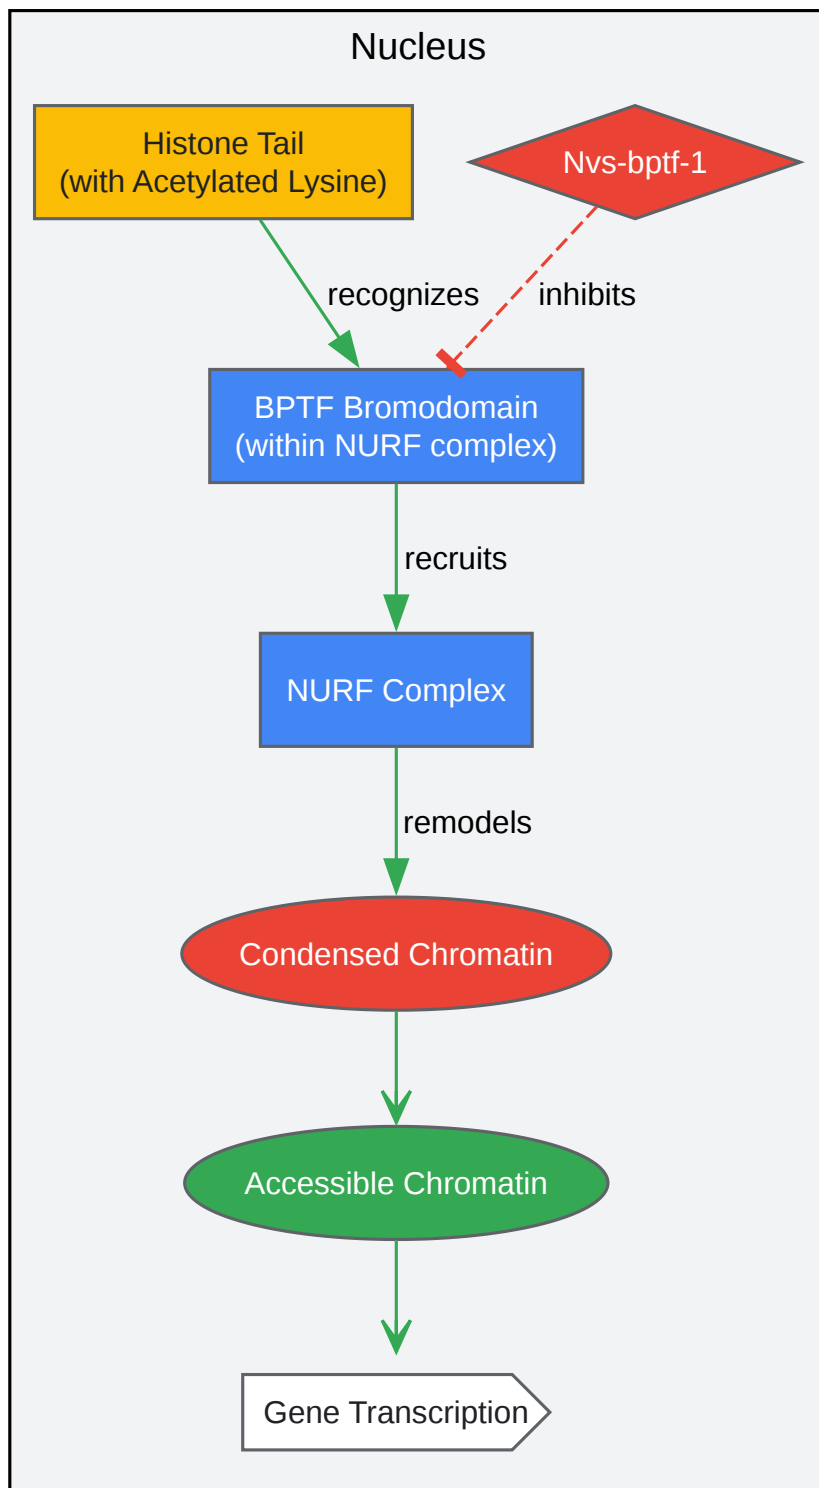 Nucleus
Histone Tail
(with Acetylated Lysine)
Nvs-bptf-1
recognizes
inhibits
BPTF Bromodomain
(within NURF complex)
recruits
NURF Complex
remodels
Condensed Chromatin
Accessible Chromatin
Gene Transcription